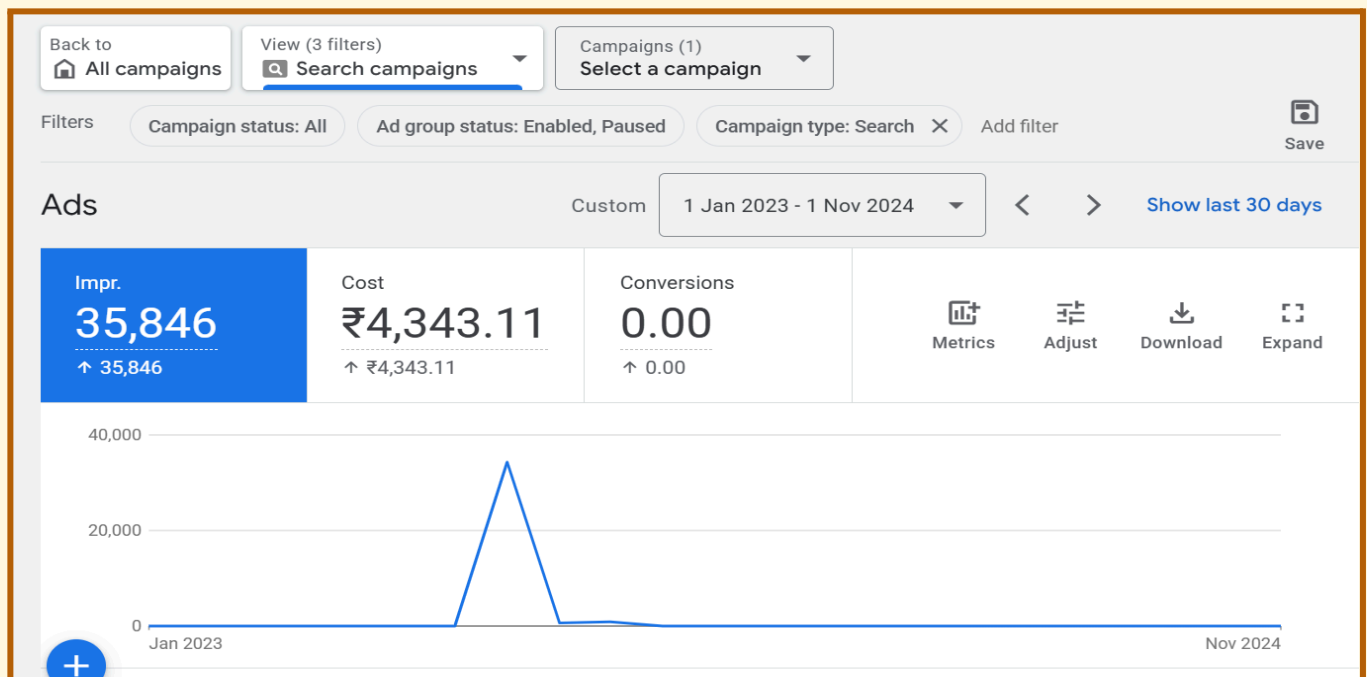 Back to
All campaigns
View (3 filters)
Search campaigns
Campaigns (1)
Select a campaign
Filters
Campaign status: All
Ad group status: Enabled, Paused
Campaign type: Search
Add filter
Save
Ads
Custom
1 Jan 2023 - 1 Nov 2024
Show last 30 days
Impr.
35,846
↑ 35,846
Cost
₹4,343.11
↑ ₹4,343.11
Conversions
0.00
↑ 0.00
Metrics
Adjust
Download
Expand
40,000
20,000
0
Jan 2023
Nov 2024